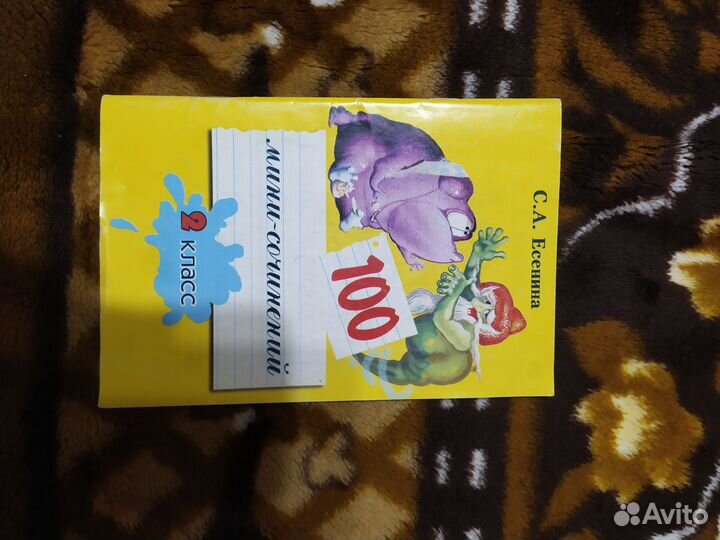 С.А. Есенина
100
мини-сочинений
2 класс
Avito